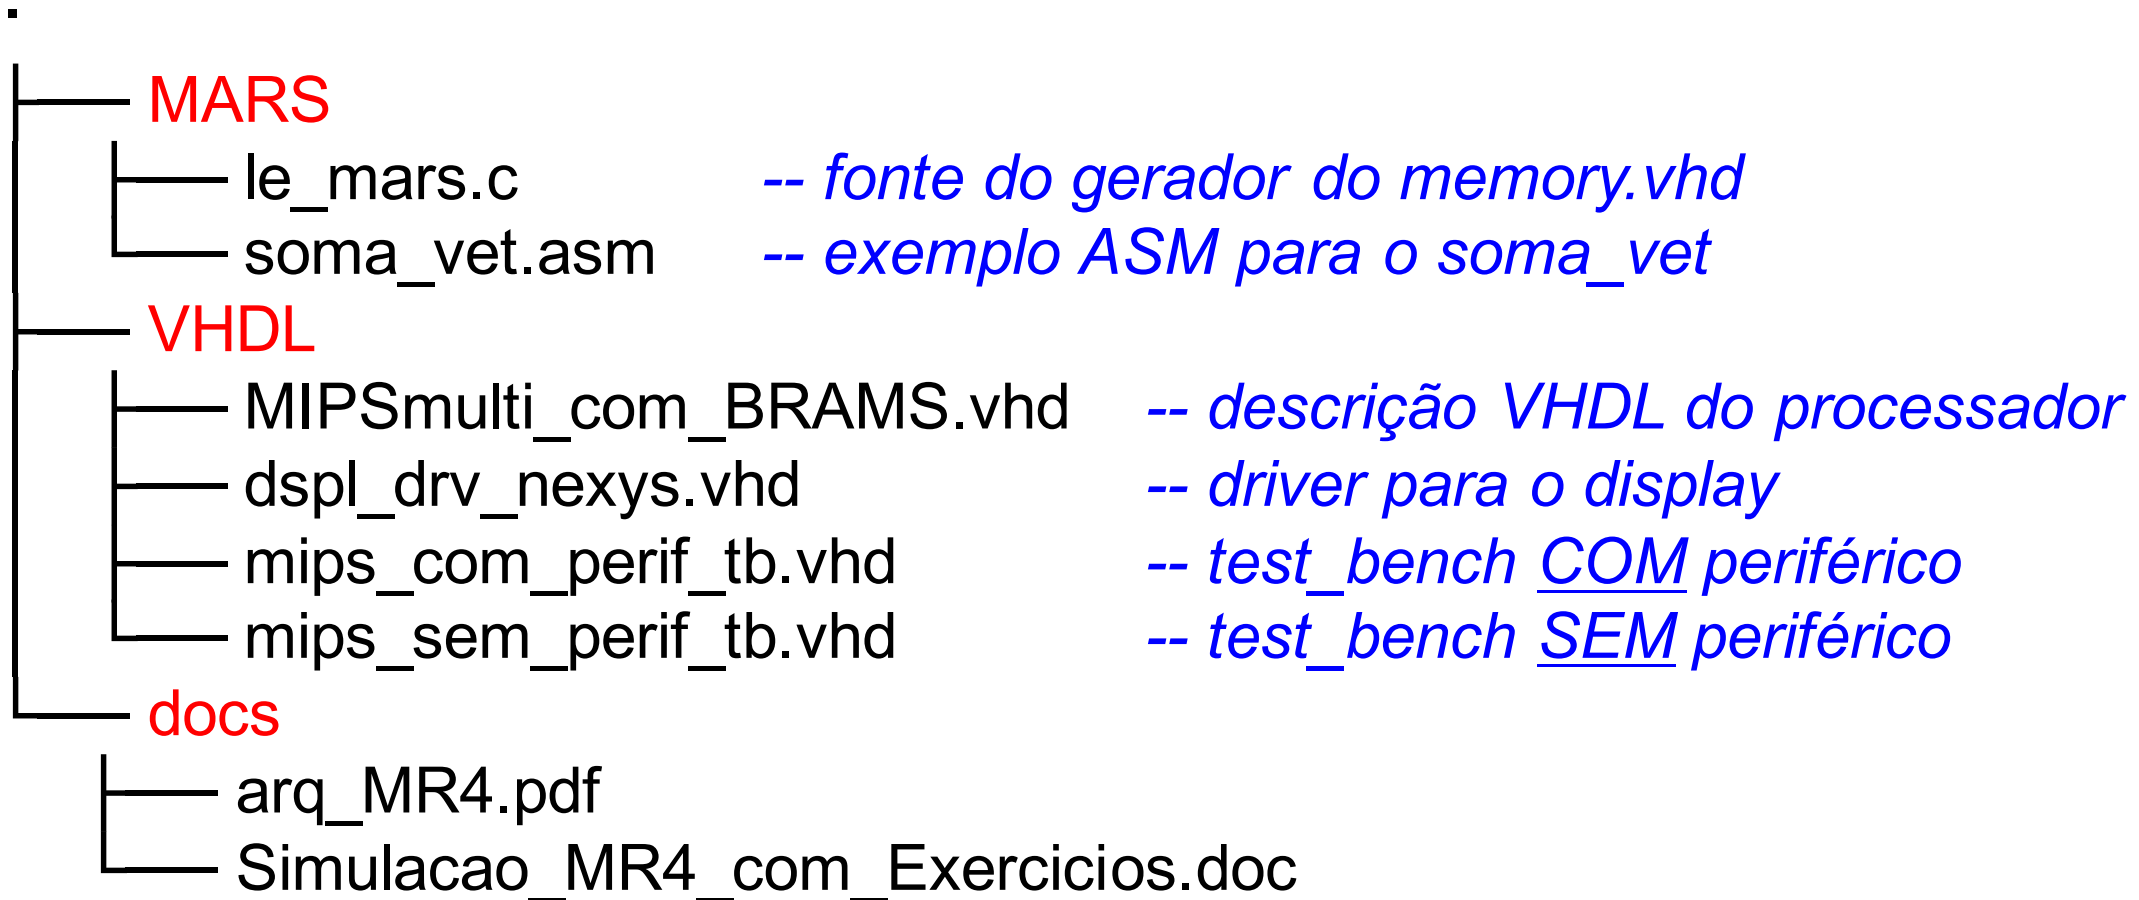 .
MARS
le_mars.c -- fonte do gerador do memory.vhd
soma_vet.asm -- exemplo ASM para o soma_vet
VHDL
MIPSmulti_com_BRAMS.vhd -- descrição VHDL do processador
dspl_drv_nexys.vhd -- driver para o display
mips_com_perif_tb.vhd -- test_bench COM periférico
mips_sem_perif_tb.vhd -- test_bench SEM periférico
docs
arq_MR4.pdf
Simulacao_MR4_com_Exercicios.doc